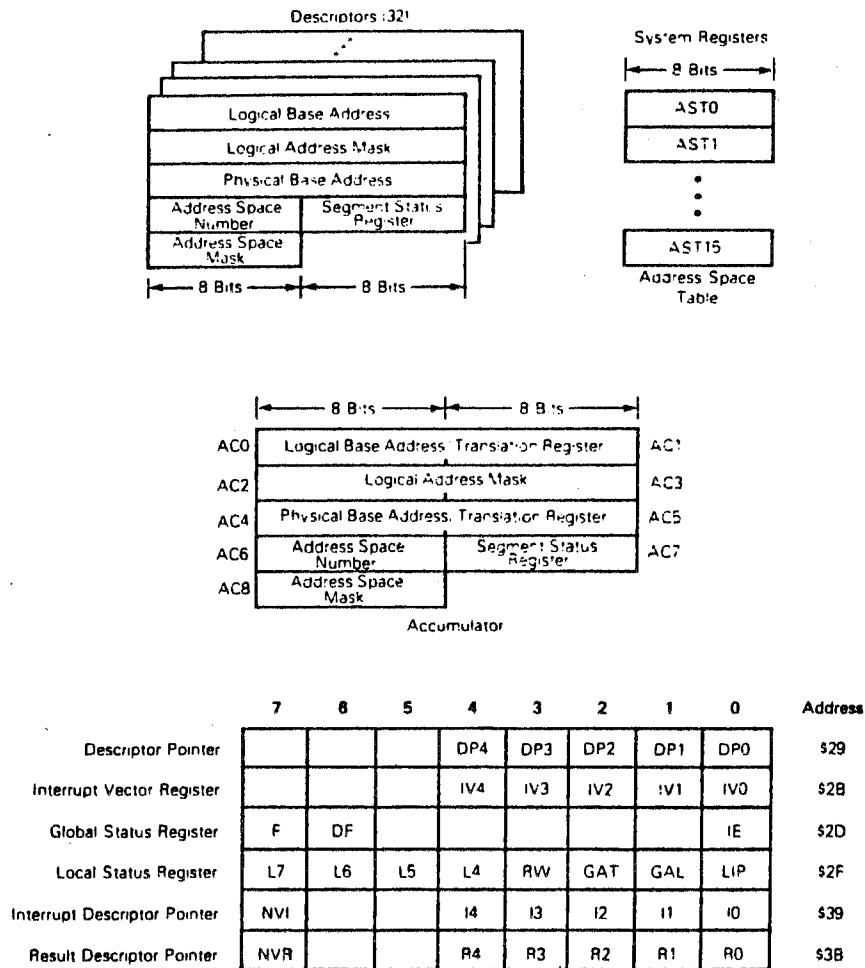 Descriptors (32)
Logical Base Address
Logical Address Mask
Physical Base Address
Address Space Number
Segment Status Register
Address Space Mask
8 Bits
8 Bits
System Registers
8 Bits
AST0
AST1
AST15
Address Space
Table
8 Bits
8 Bits
AC0 Logical Base Address/Translation Register AC1
AC2 Logical Address Mask AC3
AC4 Physical Base Address/Translation Register AC5
AC6 Address Space Number Segment Status Register AC7
AC8 Address Space Mask
Accumulator
7 6 5 4 3 2 1 0 Address
Descriptor Pointer DP4 DP3 DP2 DP1 DP0 $29
Interrupt Vector Register IV4 IV3 IV2 IV1 IV0 $2B
Global Status Register F DF IE $2D
Local Status Register L7 L6 L5 L4 RW GAT GAL LIP $2F
Interrupt Descriptor Pointer NVI I4 I3 I2 I1 I0 $39
Result Descriptor Pointer NVR R4 R3 R2 R1 R0 $3B